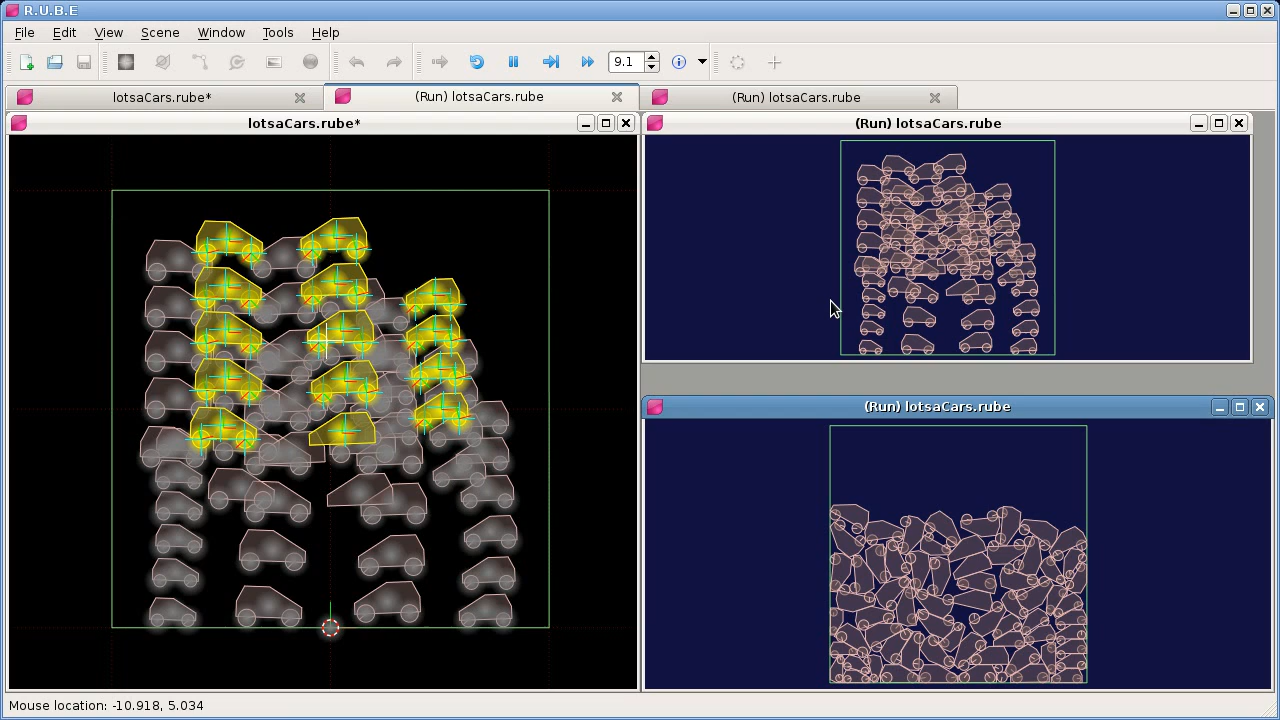 R.U.B.E
File Edit View Scene Window Tools Help
9.1
lotsaCars.rube* (Run) lotsaCars.rube (Run) lotsaCars.rube
lotsaCars.rube*
(Run) lotsaCars.rube
(Run) lotsaCars.rube
Mouse location: -10.918, 5.034